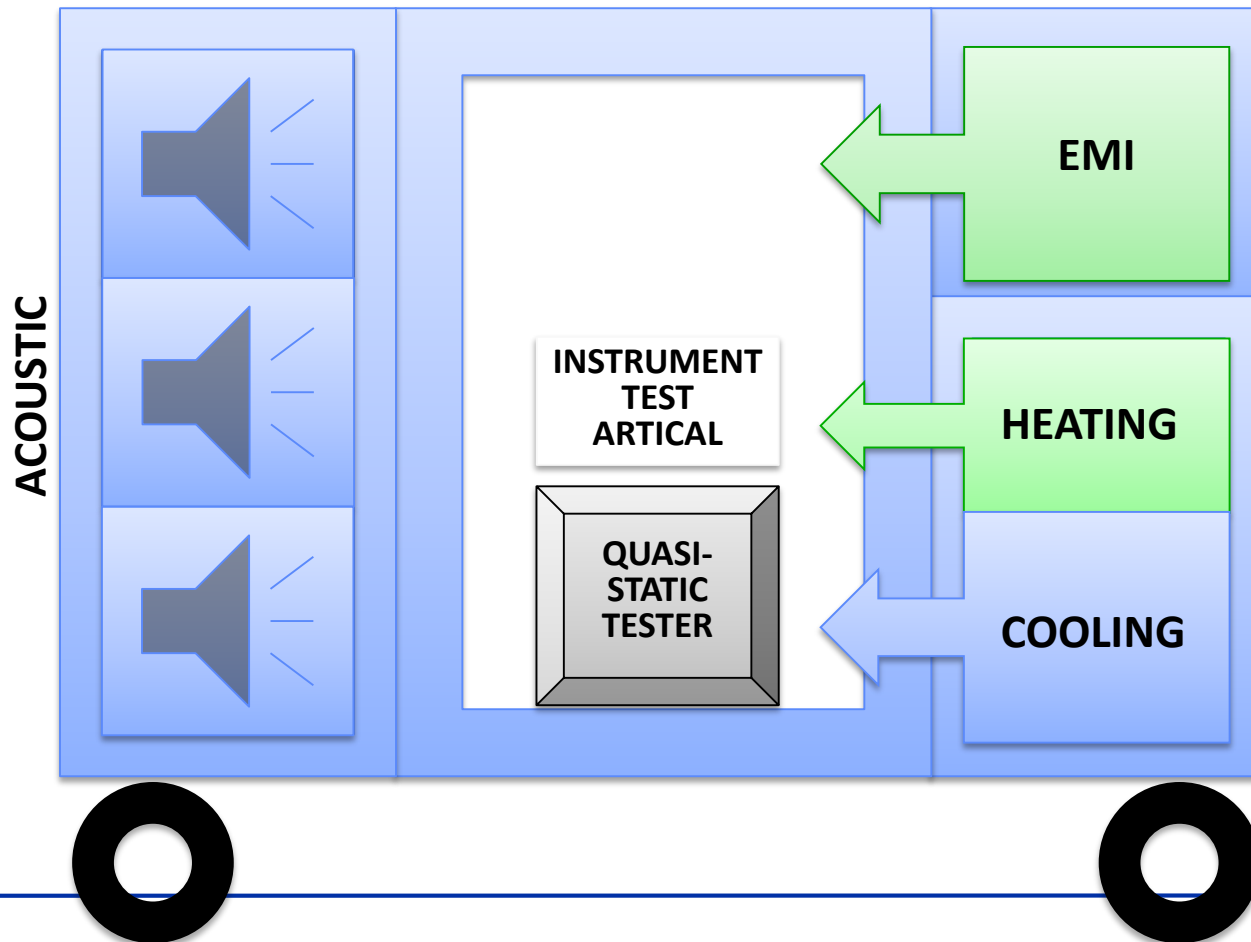 ACOUSTIC
EMI
INSTRUMENT
TEST
ARTICAL
HEATING
QUASI-
STATIC
TESTER
COOLING